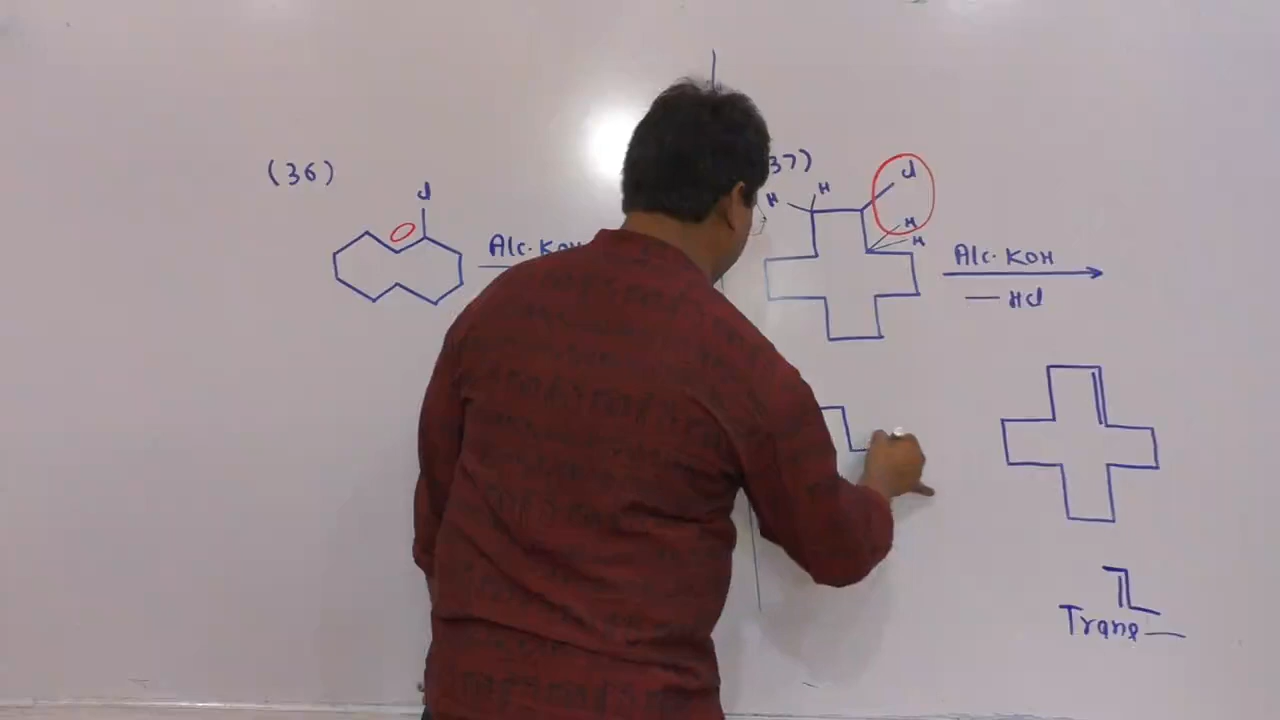 (36)
Cl
Alc. KOH
37)
H H Cl
H
H
Alc. KOH
— HCl
Trans —